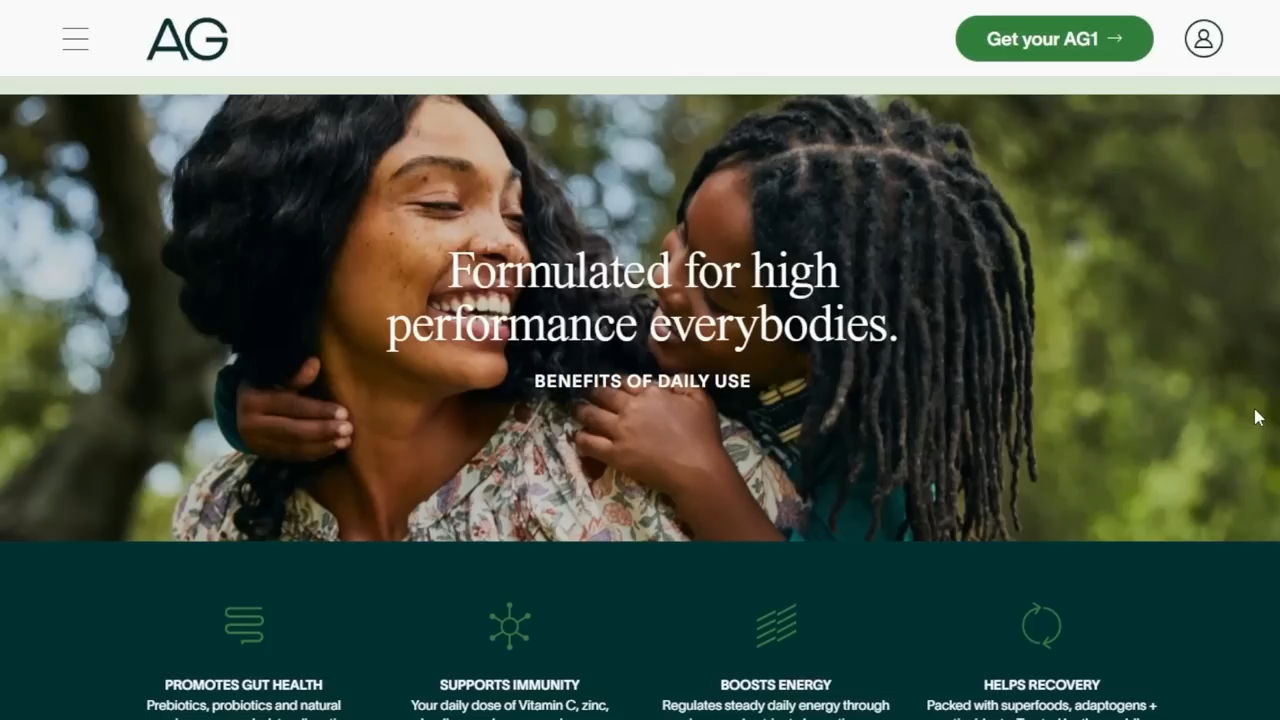 AG
Get your AG1 →
Formulated for high
performance everybodies.
BENEFITS OF DAILY USE
PROMOTES GUT HEALTH
Prebiotics, probiotics and natural
SUPPORTS IMMUNITY
Your daily dose of Vitamin C, zinc,
BOOSTS ENERGY
Regulates steady daily energy through
HELPS RECOVERY
Packed with superfoods, adaptogens +